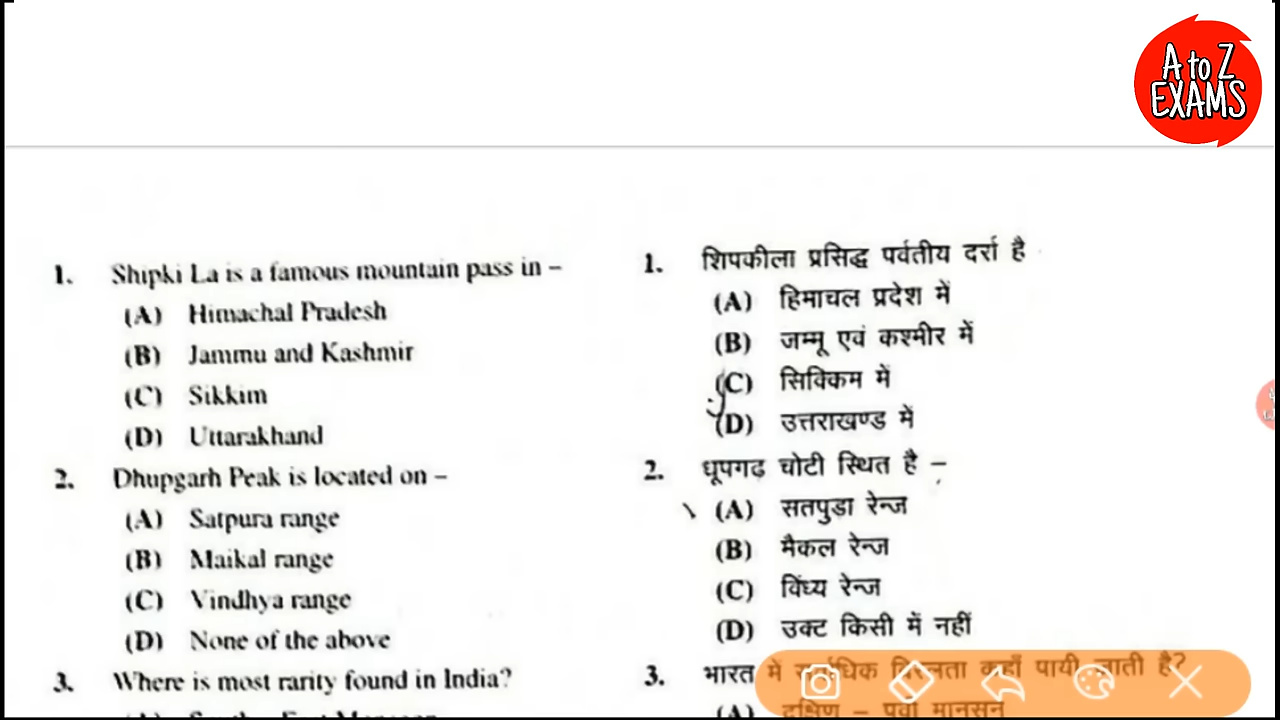 A to Z
EXAMS
1. Shipki La is a famous mountain pass in –
(A) Himachal Pradesh
(B) Jammu and Kashmir
(C) Sikkim
(D) Uttarakhand
2. Dhupgarh Peak is located on –
(A) Satpura range
(B) Maikal range
(C) Vindhya range
(D) None of the above
3. Where is most rarity found in India?
1. शिपकीला प्रसिद्ध पर्वतीय दर्रा है
(A) हिमाचल प्रदेश में
(B) जम्मू एवं कश्मीर में
(C) सिक्किम में
(D) उत्तराखण्ड में
2. धूपगढ़ चोटी स्थित है –
(A) सतपुडा रेन्ज
(B) मैकल रेन्ज
(C) विंध्य रेन्ज
(D) उक्ट किसी में नहीं
3. भारत में कहाँ पायी जाती है?
(A) दक्षिण – पूर्वी मानसून